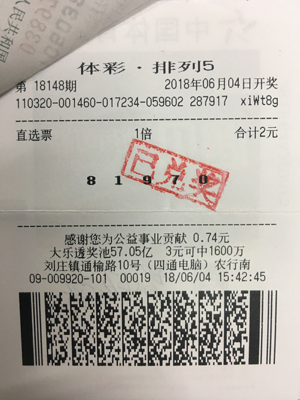 人民共和国
体彩·排列5
第 18148期 2018年06月04日开奖
110320-001460-017234-059602 287917 xiWt8g
直选票 1倍 合计2元
已兑奖
8 1 9 7 0
感谢您为公益事业贡献 0.74元
大乐透奖池57.05亿 3元可中1600万
刘庄镇通榆路10号（四通电脑）农行南
09-009920-101 00019 18/06/04 15:42:45